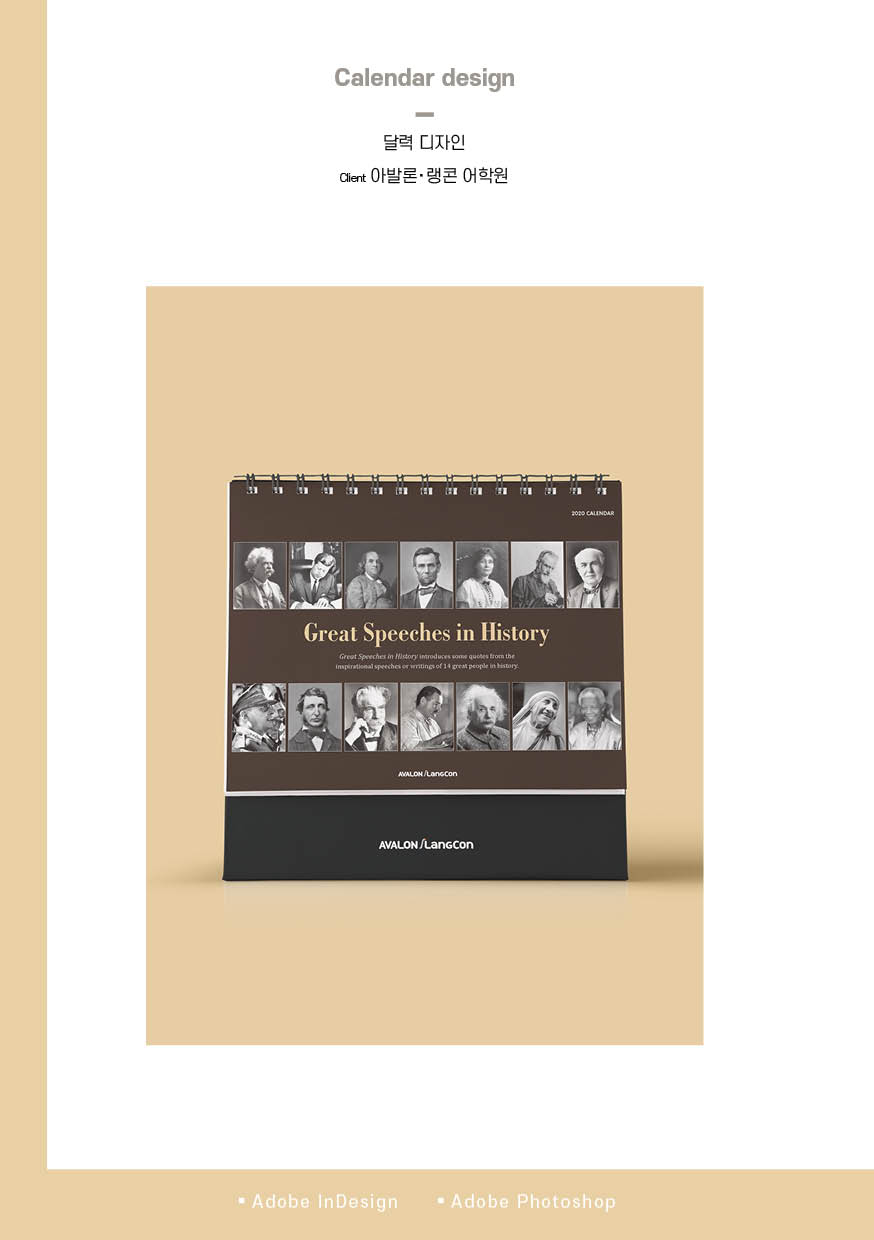 Calendar design
달력 디자인
Client 아발론·랭콘 어학원
2020 CALENDAR
Great Speeches in History
Great Speeches in History introduces some quotes from the
inspirational speeches or writings of 14 great people in history.
AVALON/LangCon
AVALON/LangCon
▪ Adobe InDesign ▪ Adobe Photoshop